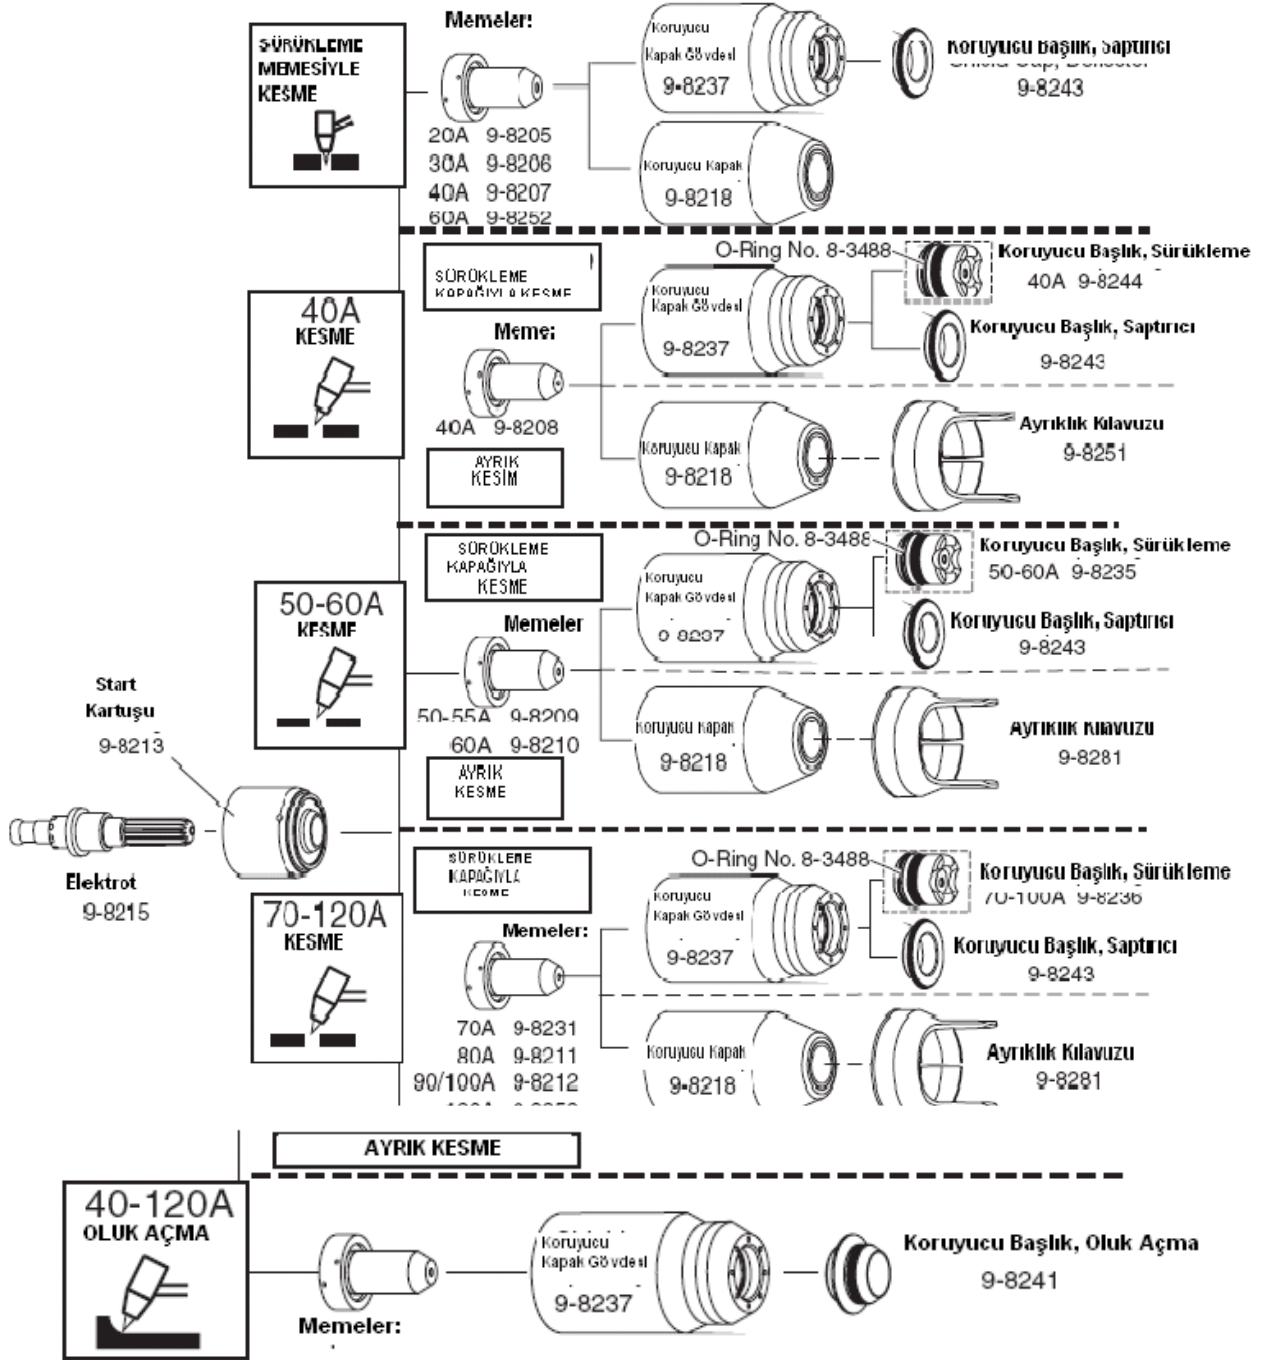 SÜRÜKLEME
MEMESİYLE
KESME
Memeler:
20A 9-8205
30A 9-8206
40A 9-8207
60A 9-8252
Koruyucu
Kapak Gövdesi
9-8237
Koruyucu Başlık, Saptırıcı
9-8243
Koruyucu Kapak
9-8218
40A
KESME
SÜRÜKLEME
KAPAĞIYLA KESME
Meme:
40A 9-8208
AYRIK
KESİM
O-Ring No. 8-3488
Koruyucu
Kapak Gövdesi
9-8237
Koruyucu Başlık, Sürükleme
40A 9-8244
Koruyucu Başlık, Saptırıcı
9-8243
Koruyucu Kapak
9-8218
Ayrıklık Kılavuzu
9-8251
50-60A
KESME
SÜRÜKLEME
KAPAĞIYLA
KESME
Memeler
50-55A 9-8209
60A 9-8210
AYRIK
KESME
O-Ring No. 8-3488
Koruyucu
Kapak Gövdesi
9-8237
Koruyucu Başlık, Sürükleme
50-60A 9-8235
Koruyucu Başlık, Saptırıcı
9-8243
Koruyucu Kapak
9-8218
Ayrıklık Kılavuzu
9-8281
Start
Kartuşu
9-8213
Elektrot
9-8215
70-120A
KESME
SÜRÜKLEME
KAPAĞIYLA
KESME
Memeler:
70A 9-8231
80A 9-8211
90/100A 9-8212
O-Ring No. 8-3488
Koruyucu
Kapak Gövdesi
9-8237
Koruyucu Başlık, Sürükleme
70-100A 9-8236
Koruyucu Başlık, Saptırıcı
9-8243
Koruyucu Kapak
9-8218
Ayrıklık Kılavuzu
9-8281
AYRIK KESME
40-120A
OLUK AÇMA
Memeler:
Koruyucu
Kapak Gövdesi
9-8237
Koruyucu Başlık, Oluk Açma
9-8241